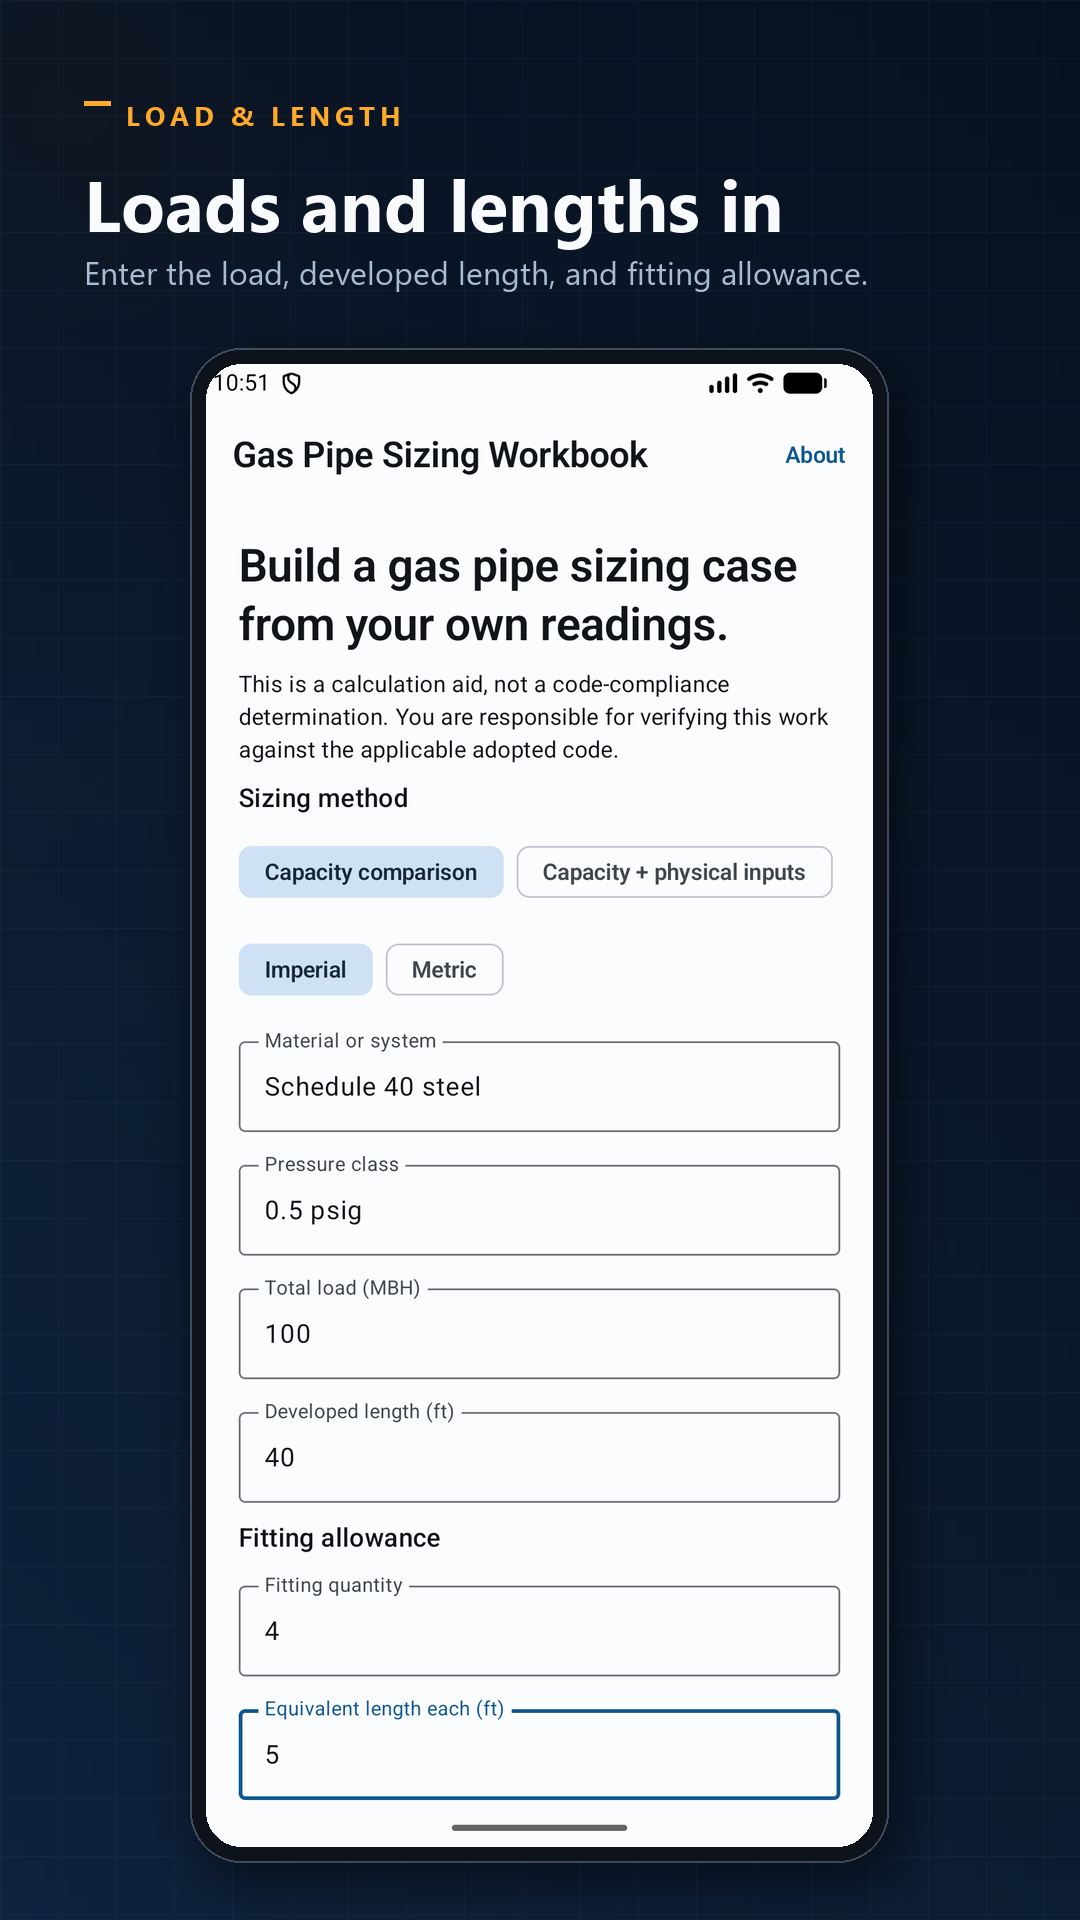 LOAD & LENGTH
Loads and lengths in
Enter the load, developed length, and fitting allowance.
10:51
Gas Pipe Sizing Workbook
About
Build a gas pipe sizing case
from your own readings.
This is a calculation aid, not a code-compliance
determination. You are responsible for verifying this work
against the applicable adopted code.
Sizing method
Capacity comparison
Capacity + physical inputs
Imperial
Metric
Material or system
Schedule 40 steel
Pressure class
0.5 psig
Total load (MBH)
100
Developed length (ft)
40
Fitting allowance
Fitting quantity
4
Equivalent length each (ft)
5